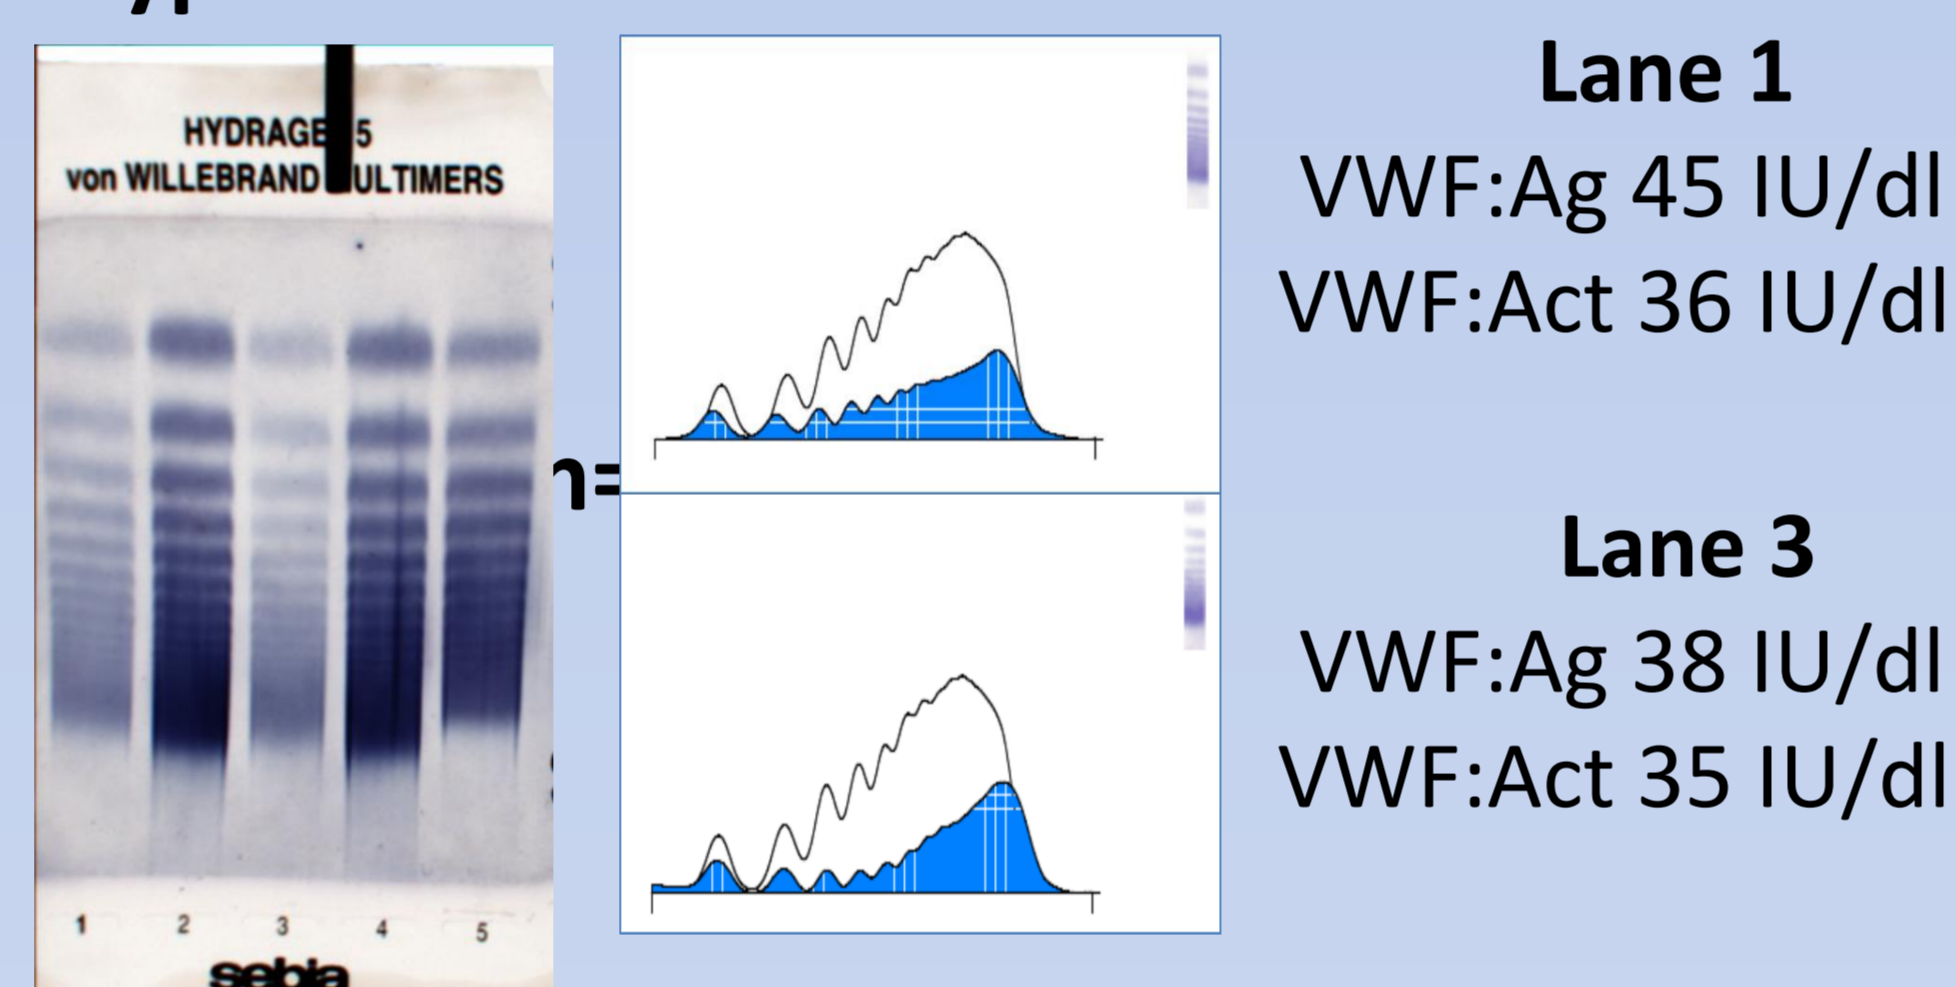 HYDRAGE 5
von WILLEBRAND ULTIMERS
1 2 3 4 5
sebia
n=
Lane 1
VWF:Ag 45 IU/dl
VWF:Act 36 IU/dl
Lane 3
VWF:Ag 38 IU/dl
VWF:Act 35 IU/dl